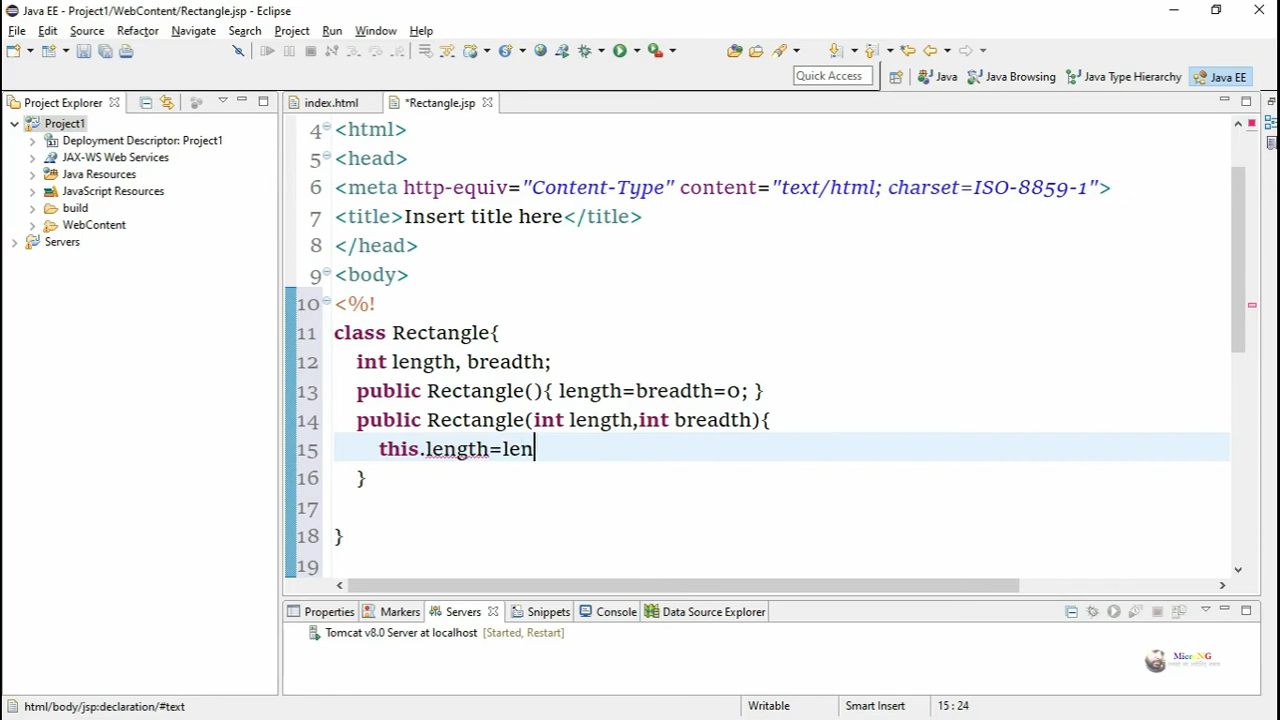 Java EE - Project1/WebContent/Rectangle.jsp - Eclipse
File Edit Source Refactor Navigate Search Project Run Window Help
Quick Access Java Java Browsing Java Type Hierarchy Java EE
Project Explorer
index.html *Rectangle.jsp
Project1
Deployment Descriptor: Project1
JAX-WS Web Services
Java Resources
JavaScript Resources
build
WebContent
Servers
4 <html>
5 <head>
6 <meta http-equiv="Content-Type" content="text/html; charset=ISO-8859-1">
7 <title>Insert title here</title>
8 </head>
9 <body>
10 <%!
11 class Rectangle{
12 int length, breadth;
13 public Rectangle(){ length=breadth=0; }
14 public Rectangle(int length,int breadth){
15 this.length=len
16 }
17
18 }
19
Properties Markers Servers Snippets Console Data Source Explorer
Tomcat v8.0 Server at localhost [Started, Restart]
MicroNG
html/body/jsp:declaration/#text Writable Smart Insert 15 : 24